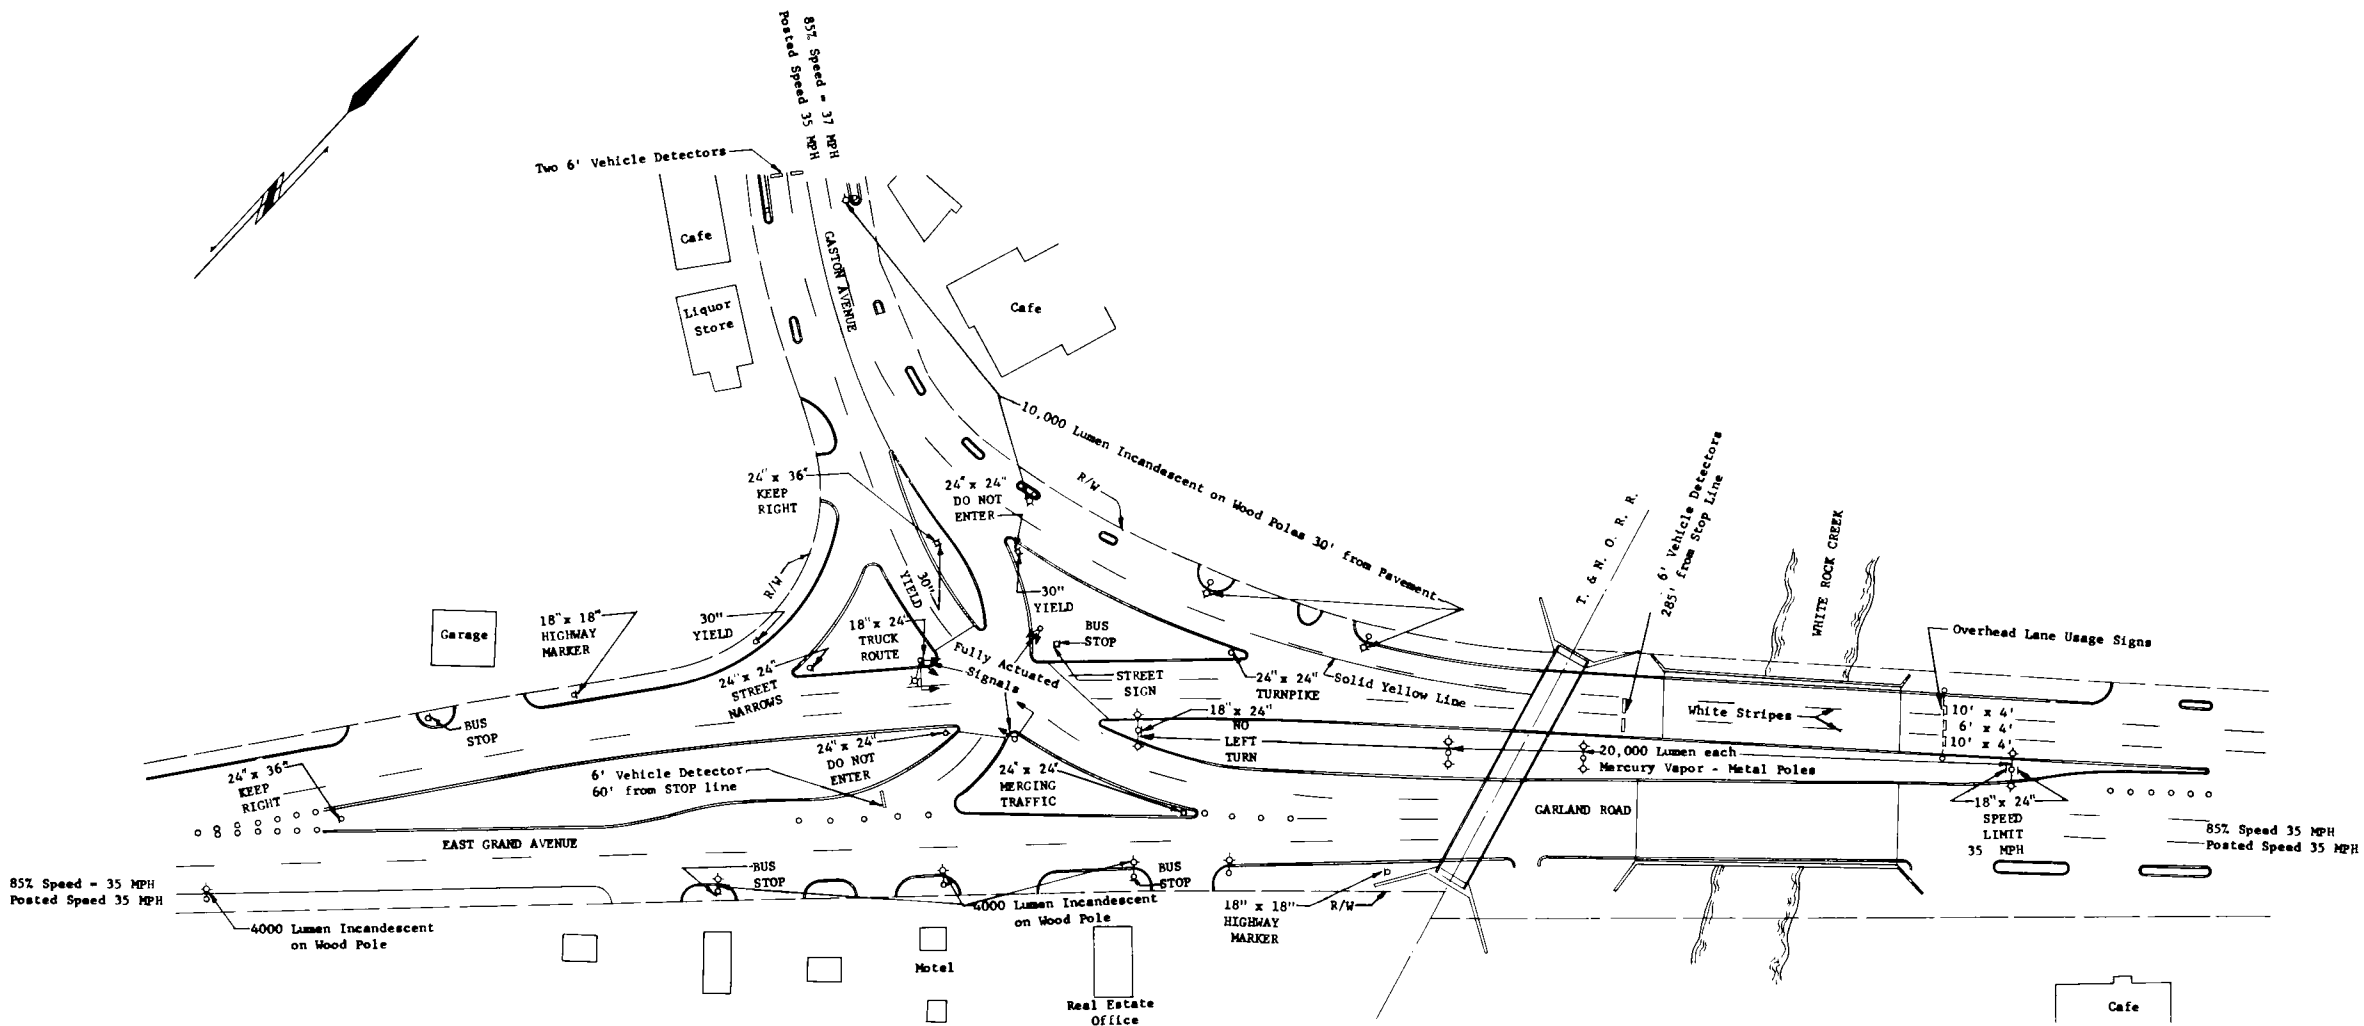 85% Speed = 37 MPH
Posted Speed 35 MPH
Two 6' Vehicle Detectors
Cafe
GASTON AVENUE
Liquor
Store
Cafe
10,000 Lumen Incandescent on Wood Poles 30' from Pavement
24" x 36"
KEEP
RIGHT
24" x 24"
DO NOT
ENTER
R/W
T. & N. O. R. R.
6' Vehicle Detectors
285' from Stop Line
WHITE ROCK CREEK
R/W
30"
YIELD
30"
YIELD
Garage
18" x 18"
HIGHWAY
MARKER
30"
YIELD
18" x 24"
TRUCK
ROUTE
BUS
STOP
Fully Actuated
Signals
Overhead Lane Usage Signs
24" x 24"
STREET
NARROWS
STREET
SIGN
24" x 24"
TURNPIKE
Solid Yellow Line
BUS
STOP
18" x 24"
NO
LEFT
TURN
White Stripes
10' x 4'
6' x 4'
10' x 4'
24" x 24"
DO NOT
ENTER
24" x 36"
KEEP
RIGHT
6' Vehicle Detector
60' from STOP line
24" x 24"
MERGING
TRAFFIC
20,000 Lumen each
Mercury Vapor - Metal Poles
GARLAND ROAD
18" x 24"
SPEED
LIMIT
35 MPH
EAST GRAND AVENUE
85% Speed 35 MPH
Posted Speed 35 MPH
BUS
STOP
BUS
STOP
85% Speed = 35 MPH
Posted Speed 35 MPH
4000 Lumen Incandescent
on Wood Pole
4000 Lumen Incandescent
on Wood Pole
18" x 18"
HIGHWAY
MARKER
R/W
Motel
Real Estate
Office
Cafe